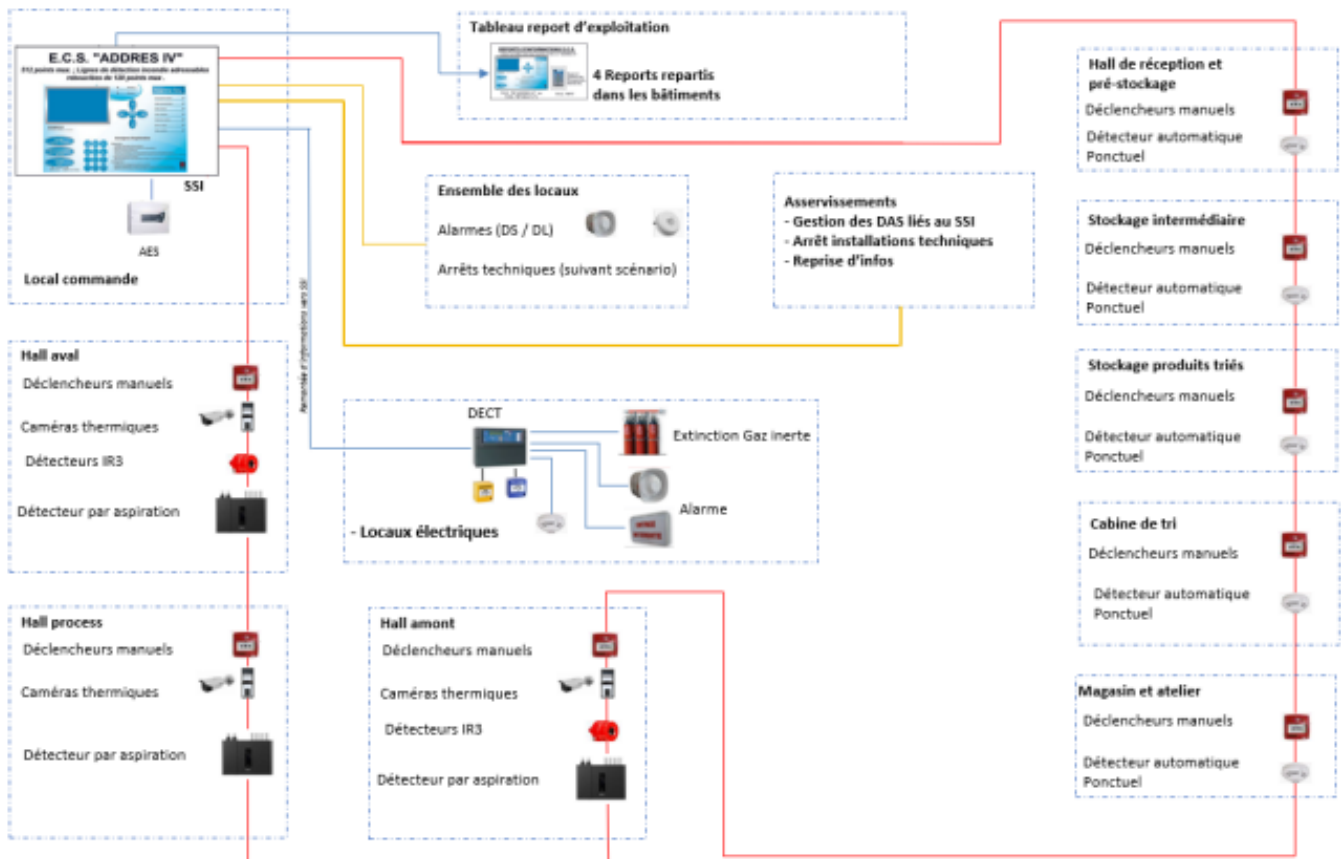 E.C.S. "ADDRES IV"
SSI
AES
Local commande
Tableau report d'exploitation
4 Reports repartis
dans les bâtiments
Ensemble des locaux
Alarmes (DS / DL)
Arrêts techniques (suivant scénario)
Asservissements
- Gestion des DAS liés au SSI
- Arrêt installations techniques
- Reprise d'infos
Remontée d'informations vers SSI
Hall aval
Déclencheurs manuels
Caméras thermiques
Détecteurs IR3
Détecteur par aspiration
DECT
Extinction Gaz inerte
Alarme
- Locaux électriques
Hall process
Déclencheurs manuels
Caméras thermiques
Détecteur par aspiration
Hall amont
Déclencheurs manuels
Caméras thermiques
Détecteurs IR3
Détecteur par aspiration
Hall de réception et
pré-stockage
Déclencheurs manuels
Détecteur automatique
Ponctuel
Stockage intermédiaire
Déclencheurs manuels
Détecteur automatique
Ponctuel
Stockage produits triés
Déclencheurs manuels
Détecteur automatique
Ponctuel
Cabine de tri
Déclencheurs manuels
Détecteur automatique
Ponctuel
Magasin et atelier
Déclencheurs manuels
Détecteur automatique
Ponctuel